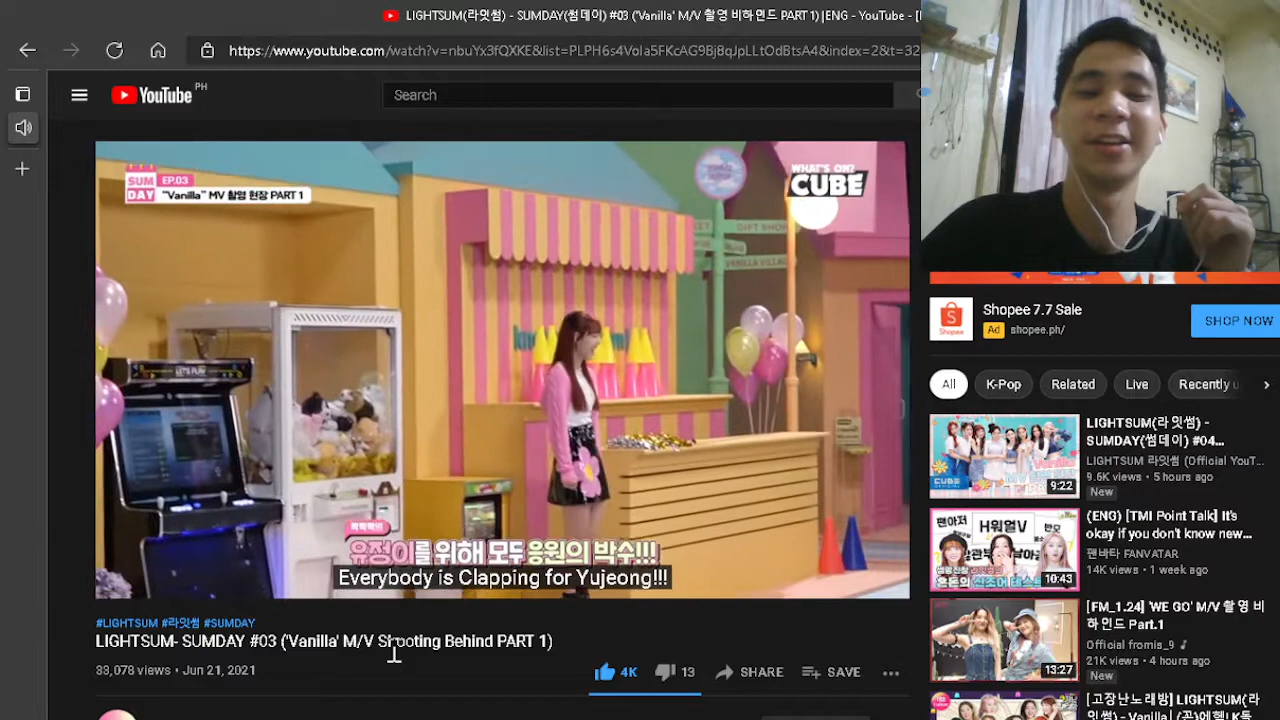 LIGHTSUM(라잇썸) - SUMDAY(썸데이) #03 ('Vanilla' M/V 촬영 비하인드 PART 1) |ENG - YouTube - [
https://www.youtube.com/watch?v=nbuYx3fQXKE&list=PLPH6s4Vola5FKcAG9Bj8qJpLLtOdBtsA4&index=2&t=32
YouTube PH
Search
SUM DAY
EP.03
"Vanilla" MV 촬영 현장 PART 1
WHAT'S ON?
CUBE
GIFT SHOP
VANILLA VILLAGE
LET'S PLAY
유정이를 위해 모두 응원의 박수!!!
Everybody is Clapping for Yujeong!!!
#LIGHTSUM #라잇썸 #SUMDAY
LIGHTSUM- SUMDAY #03 ('Vanilla' M/V Shooting Behind PART 1)
33,078 views • Jun 21, 2021
4K
13
SHARE
SAVE
Shopee
Shopee 7.7 Sale
Ad shopee.ph/
SHOP NOW
All
K-Pop
Related
Live
Recently u
LIGHTSUM(라잇썸) -
SUMDAY(썸데이) #04...
LIGHTSUM 라잇썸 (Official YouT...
9.6K views • 5 hours ago
New
9:22
(ENG) [TMI Point Talk] It's
okay if you don't know new...
팬바타 FANVATAR
14K views • 1 week ago
10:43
[FM_1.24] 'WE GO' M/V 촬영 비
하인드 Part.1
Official fromis_9
21K views • 4 hours ago
New
13:27
[고장난노래방] LIGHTSUM(라